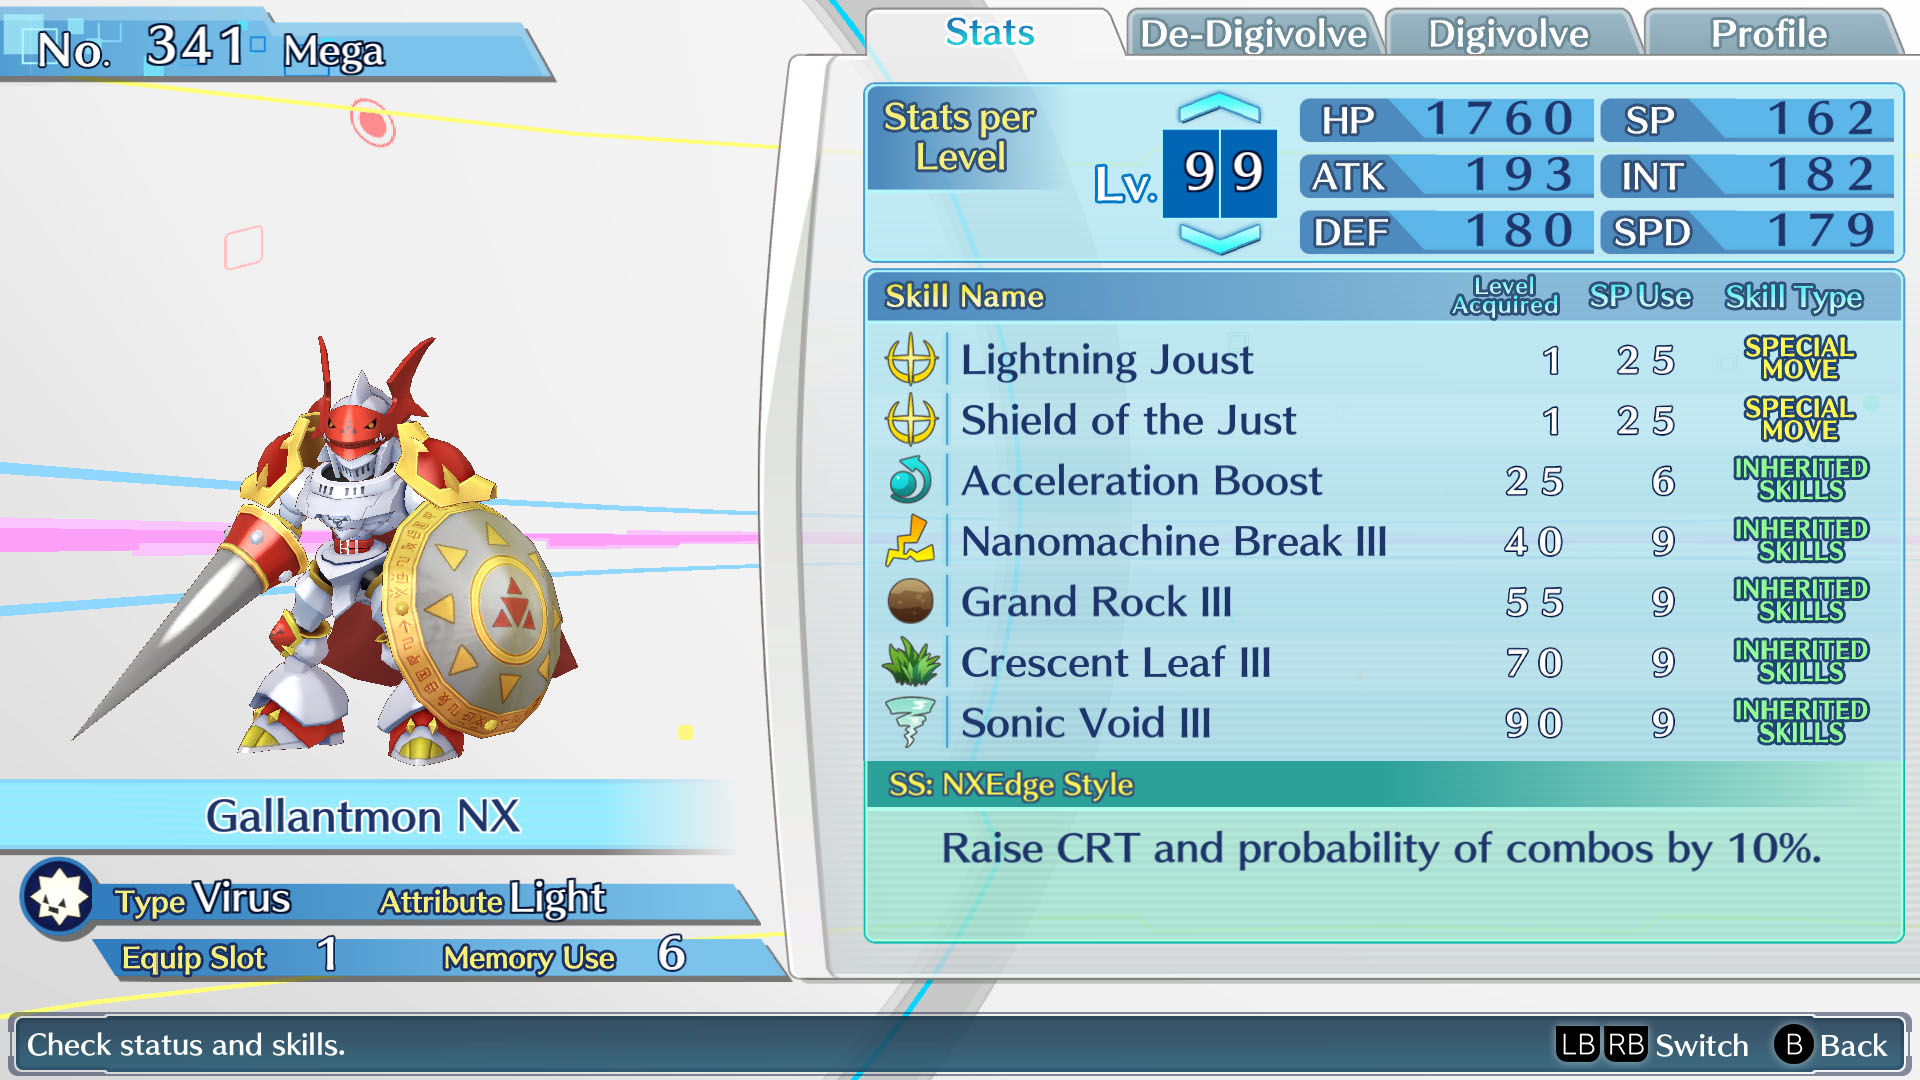 No. 341 Mega
Stats
De-Digivolve
Digivolve
Profile
Stats per
Level
Lv. 99
HP 1760
SP 162
ATK 193
INT 182
DEF 180
SPD 179
Skill Name
Level
Acquired
SP Use
Skill Type
Lightning Joust 1 25 SPECIAL
MOVE
Shield of the Just 1 25 SPECIAL
MOVE
Acceleration Boost 25 6 INHERITED
SKILLS
Nanomachine Break III 40 9 INHERITED
SKILLS
Grand Rock III 55 9 INHERITED
SKILLS
Crescent Leaf III 70 9 INHERITED
SKILLS
Sonic Void III 90 9 INHERITED
SKILLS
SS: NXEdge Style
Raise CRT and probability of combos by 10%.
Gallantmon NX
Type Virus Attribute Light
Equip Slot 1 Memory Use 6
Check status and skills.
LB RB Switch B Back